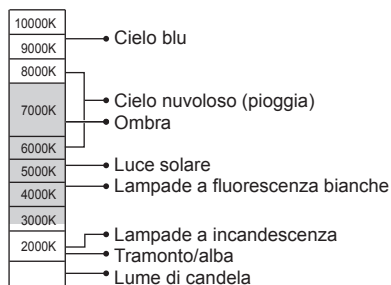 10000K
9000K
Cielo blu
8000K
7000K
Cielo nuvoloso (pioggia)
Ombra
6000K
5000K
Luce solare
4000K
Lampade a fluorescenza bianche
3000K
2000K
Lampade a incandescenza
Tramonto/alba
Lume di candela